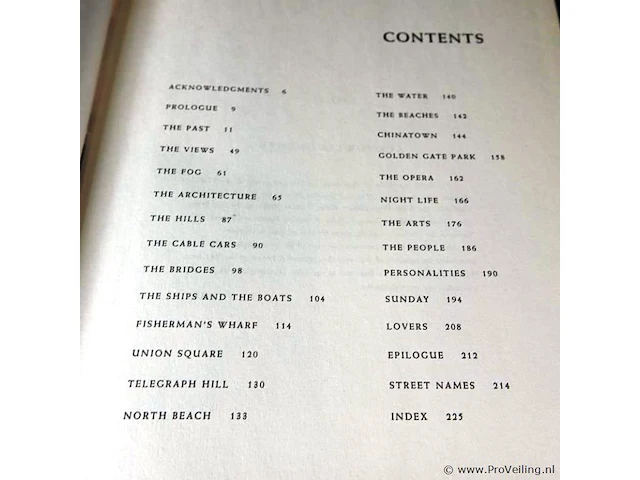 CONTENTS
ACKNOWLEDGMENTS 6
PROLOGUE 9
THE PAST 11
THE VIEWS 49
THE FOG 61
THE ARCHITECTURE 65
THE HILLS 87
THE CABLE CARS 90
THE BRIDGES 98
THE SHIPS AND THE BOATS 104
FISHERMAN'S WHARF 114
UNION SQUARE 120
TELEGRAPH HILL 130
NORTH BEACH 133
THE WATER 140
THE BEACHES 142
CHINATOWN 144
GOLDEN GATE PARK 158
THE OPERA 162
NIGHT LIFE 166
THE ARTS 176
THE PEOPLE 186
PERSONALITIES 190
SUNDAY 194
LOVERS 208
EPILOGUE 212
STREET NAMES 214
INDEX 225
© www.ProVeiling.nl